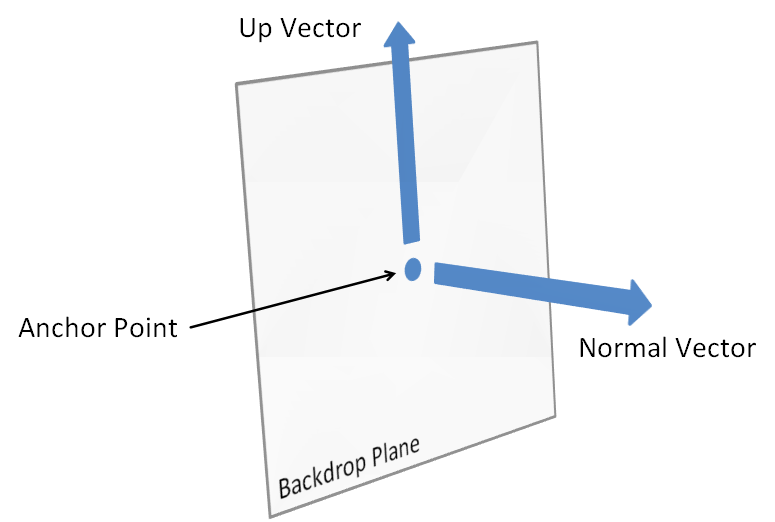 Up Vector
Anchor Point
Normal Vector
Backdrop Plane